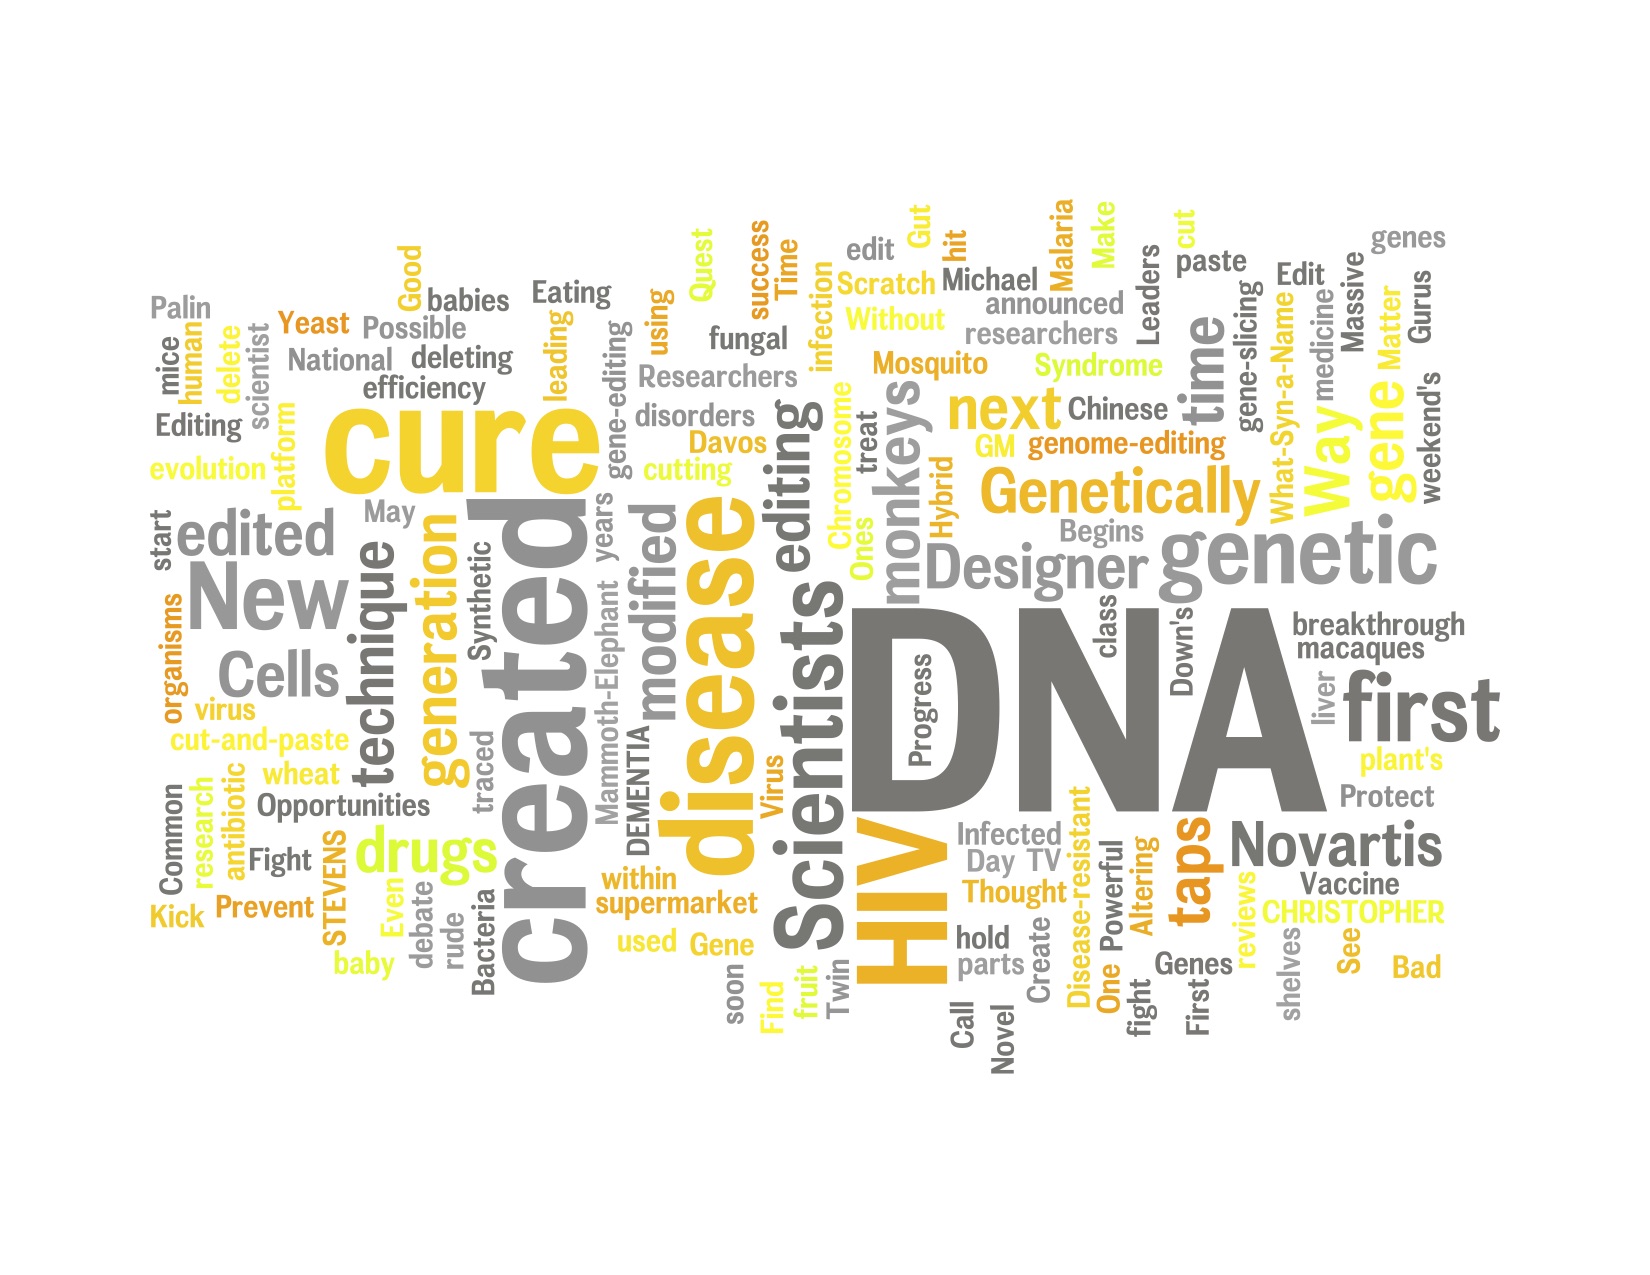 Palin
mice
human
delete
scientist
Yeast
Good
babies
Possible
National
deleting
efficiency
Eating
leading
gene-editing
using
Quest
success
Time
infection
fungal
Researchers
disorders
Davos
cutting
edit
Gut
hit
Scratch
Michael
Without
announced
researchers
Malaria
Make
Leaders
cut
paste
Edit
genes
Massive
Gurus
Matter
medicine
What-Syn-a-Name
gene-slicing
time
Mosquito
Syndrome
Editing
evolution
platform
cure
Chromosome
treat
monkeys
next
Chinese
GM
genome-editing
Hybrid
Genetically
Way
gene
weekend's
start
edited
May
generation
Synthetic
created
years
modified
disease
editing
Ones
Begins
Designer
genetic
New
technique
Cells
organisms
virus
cut-and-paste
wheat
Mammoth-Elephant
DEMENTIA
traced
Scientists
Virus
DNA
Progress
class
Down's
breakthrough
macaques
liver
first
plant's
Protect
Common
research
antibiotic
Opportunities
Fight
STEVENS
drugs
Kick
Prevent
Even
debate
rude
Bacteria
baby
within
supermarket
used
Gene
soon
Find
fruit
Twin
HIV
Infected
Day
TV
Thought
Disease-resistant
Powerful
Altering
taps
Novartis
Vaccine
reviews
CHRISTOPHER
hold
parts
Create
One
fight
Genes
First
shelves
See
Bad
Call
Novel